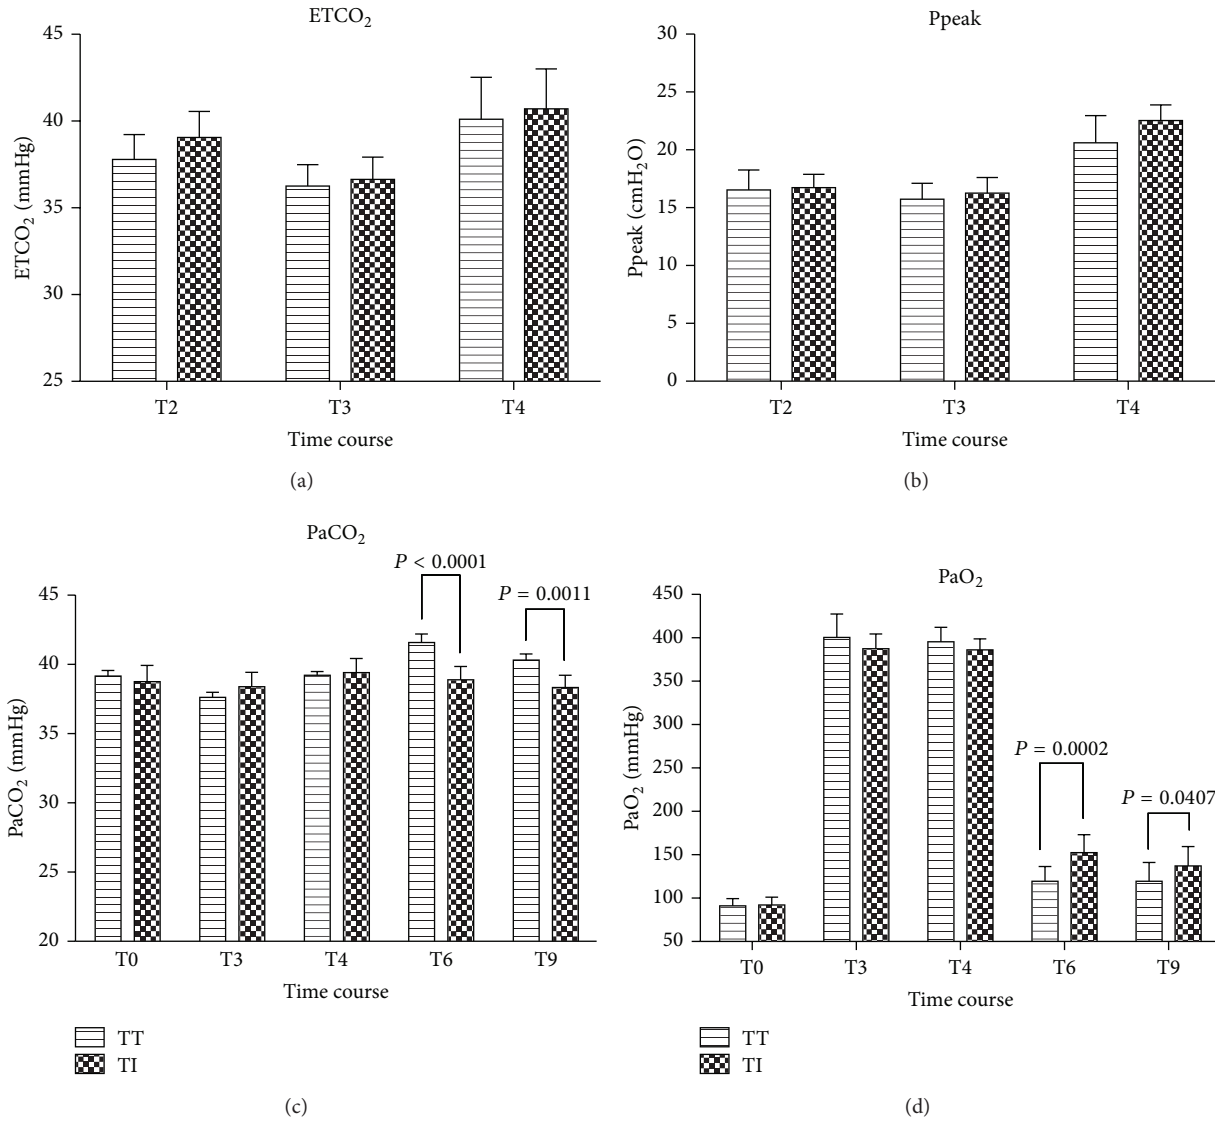 ETCO₂
ETCO₂ (mmHg)
45
40
35
30
25
T2
T3
T4
Time course
(a)
Ppeak
Ppeak (cmH₂O)
30
25
20
15
10
5
0
T2
T3
T4
Time course
(b)
PaCO₂
P < 0.0001
P = 0.0011
PaCO₂ (mmHg)
45
40
35
30
25
20
T0
T3
T4
T6
T9
Time course
TT
TI
(c)
PaO₂
PaO₂ (mmHg)
450
400
350
400
250
200
150
100
50
P = 0.0002
P = 0.0407
T0
T3
T4
T6
T9
Time course
TT
TI
(d)